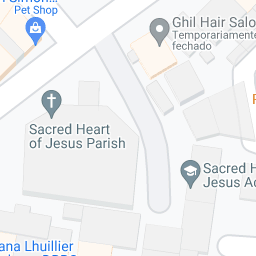 Pet Shop
Ghil Hair Salo
Temporariamente
fechado
Sacred Heart
of Jesus Parish
Sacred H
Jesus Ac
ana Lhuillier